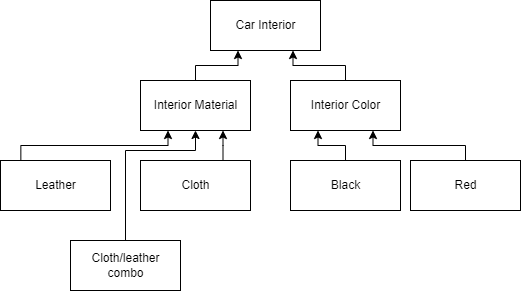 Car Interior
Interior Material
Interior Color
Leather
Cloth
Black
Red
Cloth/leather
combo